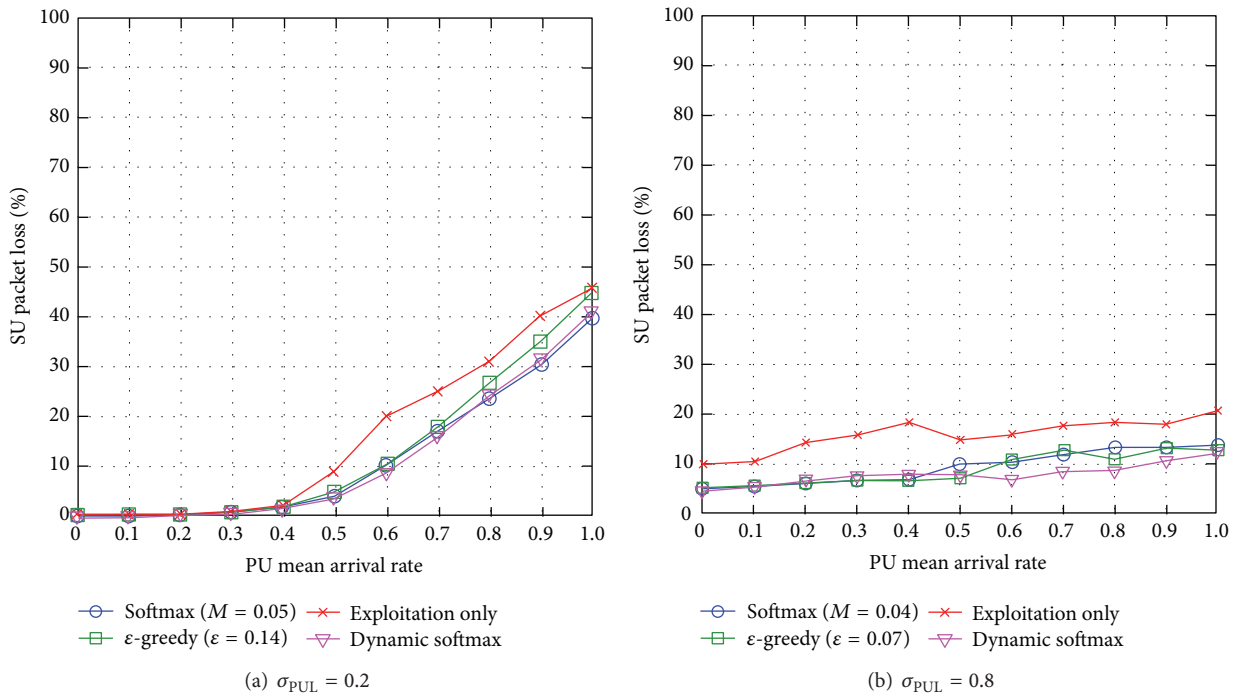 100
90
80
70
60
50
40
30
20
10
0
SU packet loss (%)
0 0.1 0.2 0.3 0.4 0.5 0.6 0.7 0.8 0.9 1.0
PU mean arrival rate
Softmax (M = 0.05) Exploitation only
ε-greedy (ε = 0.14) Dynamic softmax
(a) σPUL = 0.2
100
90
80
70
60
50
40
30
20
10
0
SU packet loss (%)
0 0.1 0.2 0.3 0.4 0.5 0.6 0.7 0.8 0.9 1.0
PU mean arrival rate
Softmax (M = 0.04) Exploitation only
ε-greedy (ε = 0.07) Dynamic softmax
(b) σPUL = 0.8